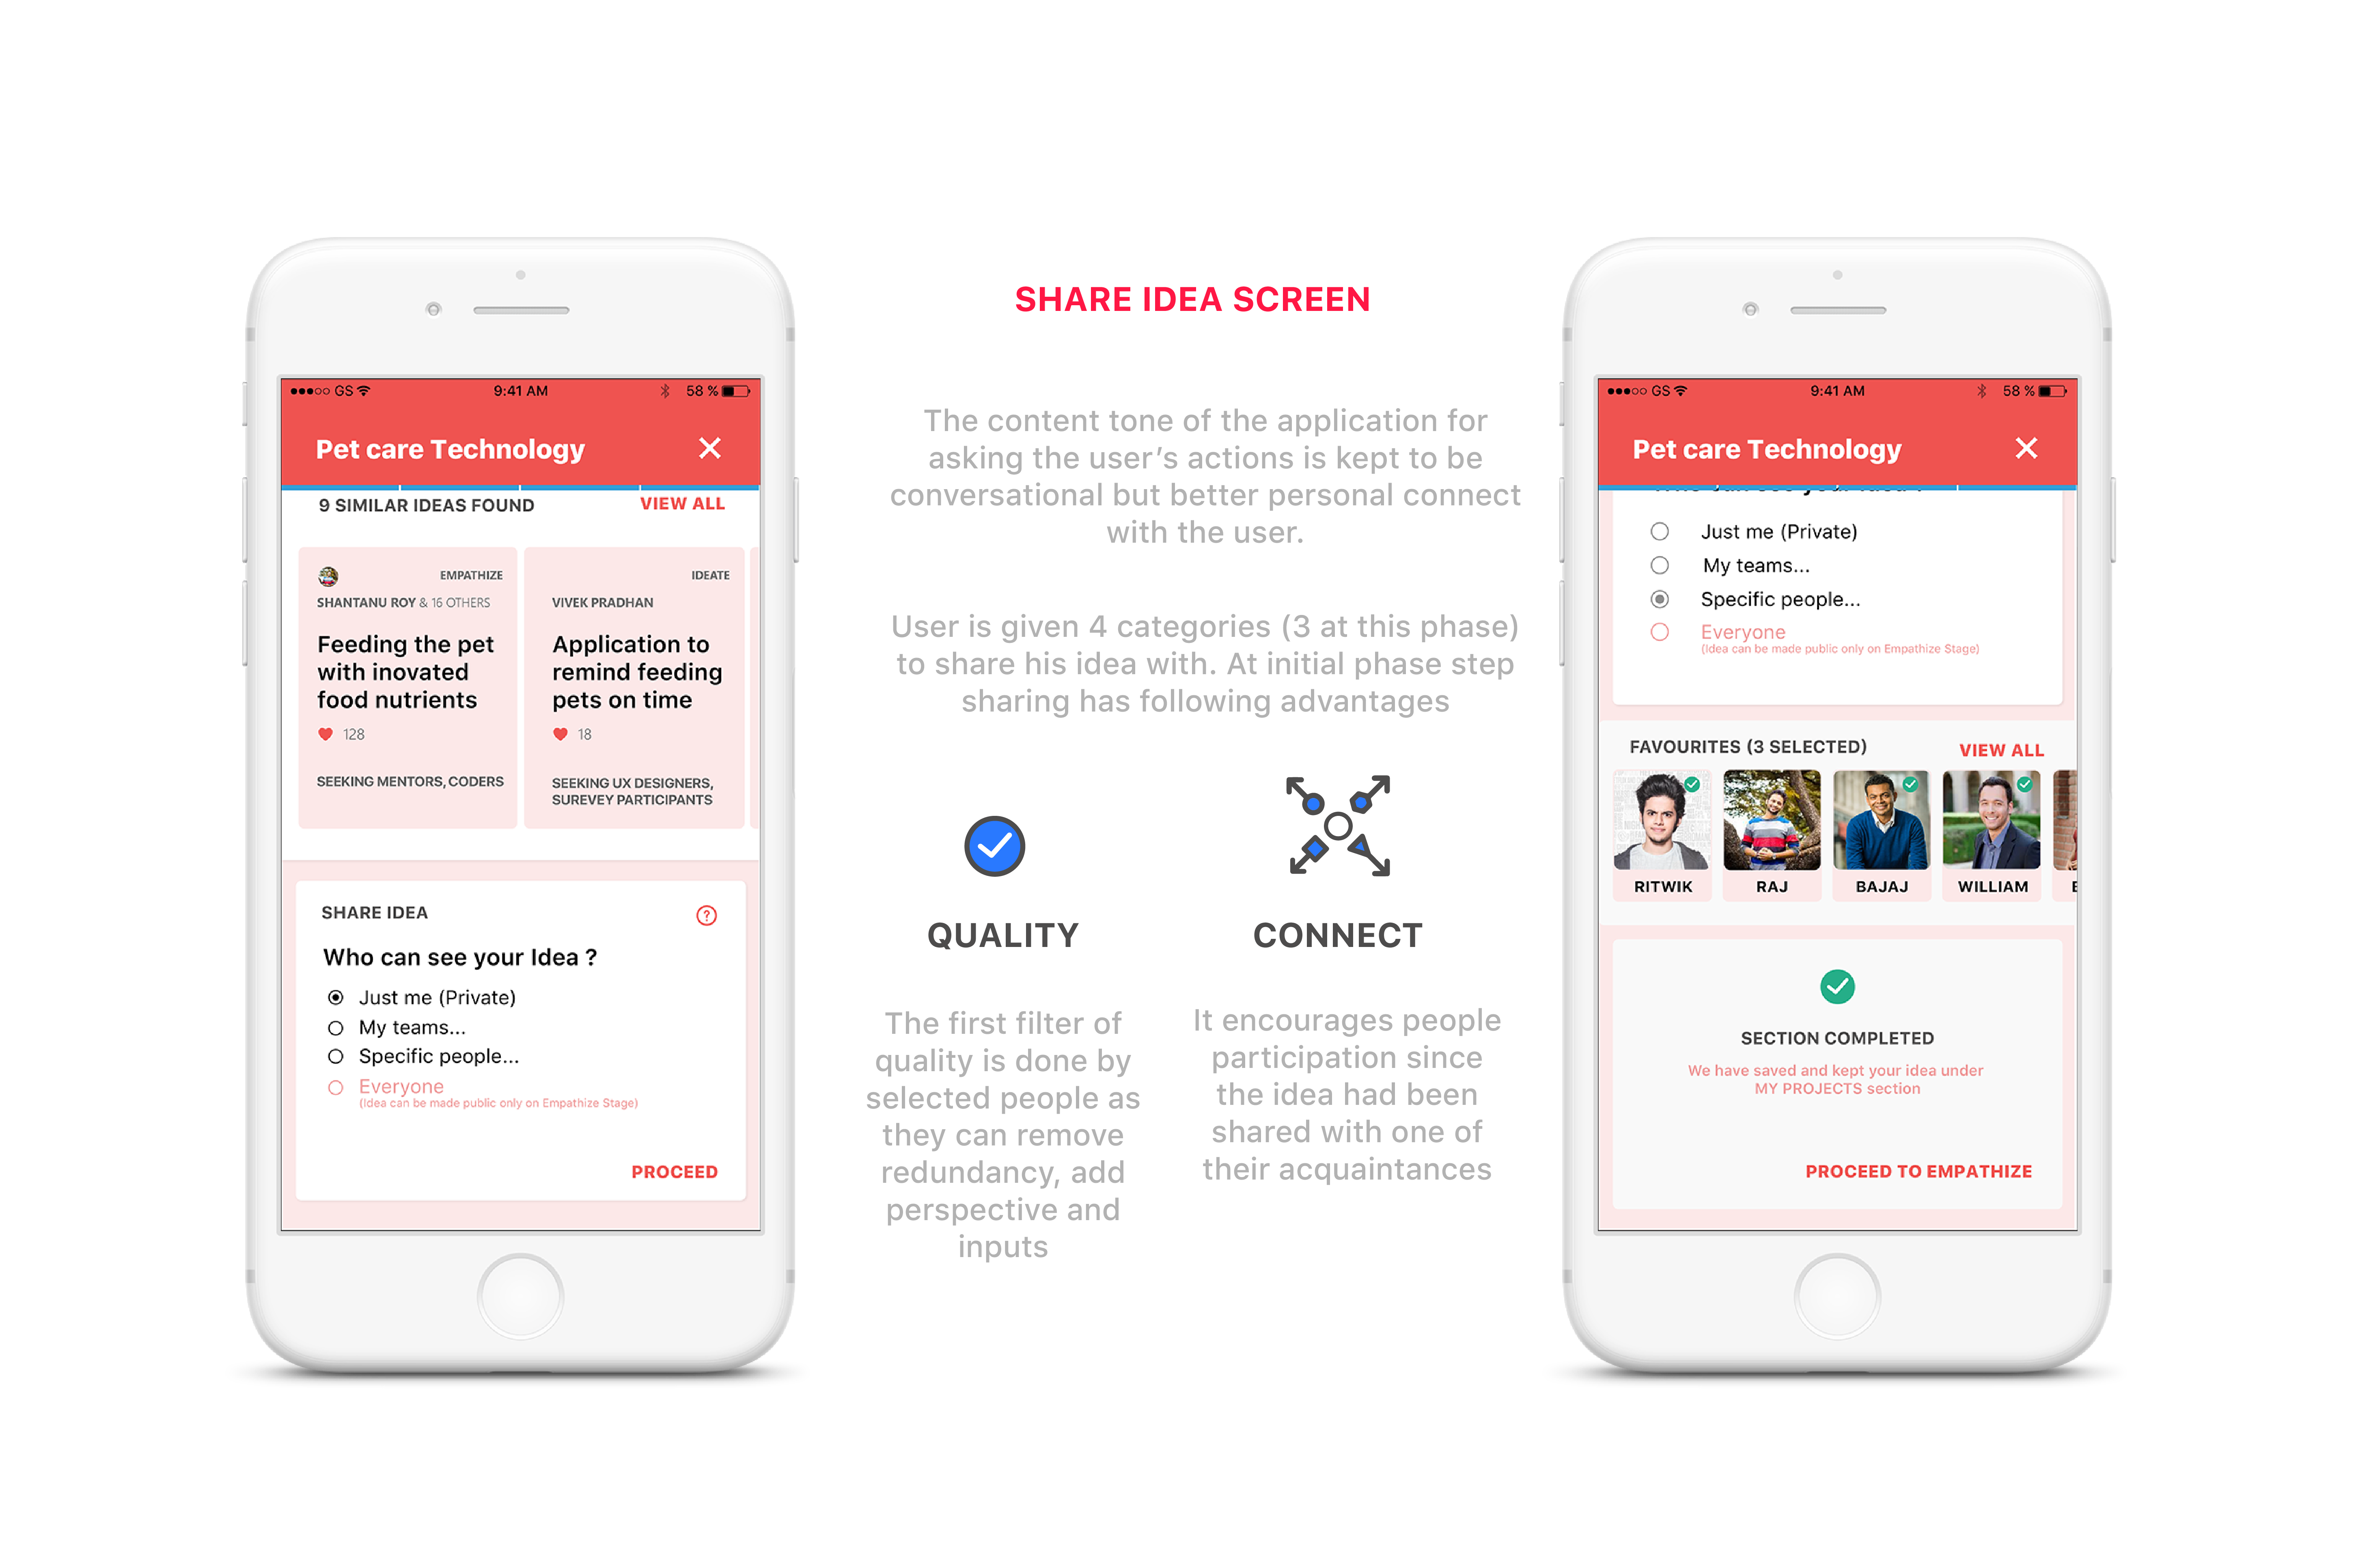 GS
9:41 AM
58 %
Pet care Technology
9 SIMILAR IDEAS FOUND
VIEW ALL
EMPATHIZE
SHANTANU ROY & 16 OTHERS
Feeding the pet
with inovated
food nutrients
128
SEEKING MENTORS, CODERS
IDEATE
VIVEK PRADHAN
Application to
remind feeding
pets on time
18
SEEKING UX DESIGNERS,
SUREVEY PARTICIPANTS
SHARE IDEA
?
Who can see your Idea ?
Just me (Private)
My teams...
Specific people...
Everyone
(Idea can be made public only on Empathize Stage)
PROCEED
SHARE IDEA SCREEN
The content tone of the application for
asking the user’s actions is kept to be
conversational but better personal connect
with the user.
User is given 4 categories (3 at this phase)
to share his idea with. At initial phase step
sharing has following advantages
QUALITY
The first filter of
quality is done by
selected people as
they can remove
redundancy, add
perspective and
inputs
CONNECT
It encourages people
participation since
the idea had been
shared with one of
their acquaintances
GS
9:41 AM
58 %
Pet care Technology
Just me (Private)
My teams...
Specific people...
Everyone
(Idea can be made public only on Empathize Stage)
FAVOURITES (3 SELECTED)
VIEW ALL
RITWIK
RAJ
BAJAJ
WILLIAM
SECTION COMPLETED
We have saved and kept your idea under
MY PROJECTS section
PROCEED TO EMPATHIZE